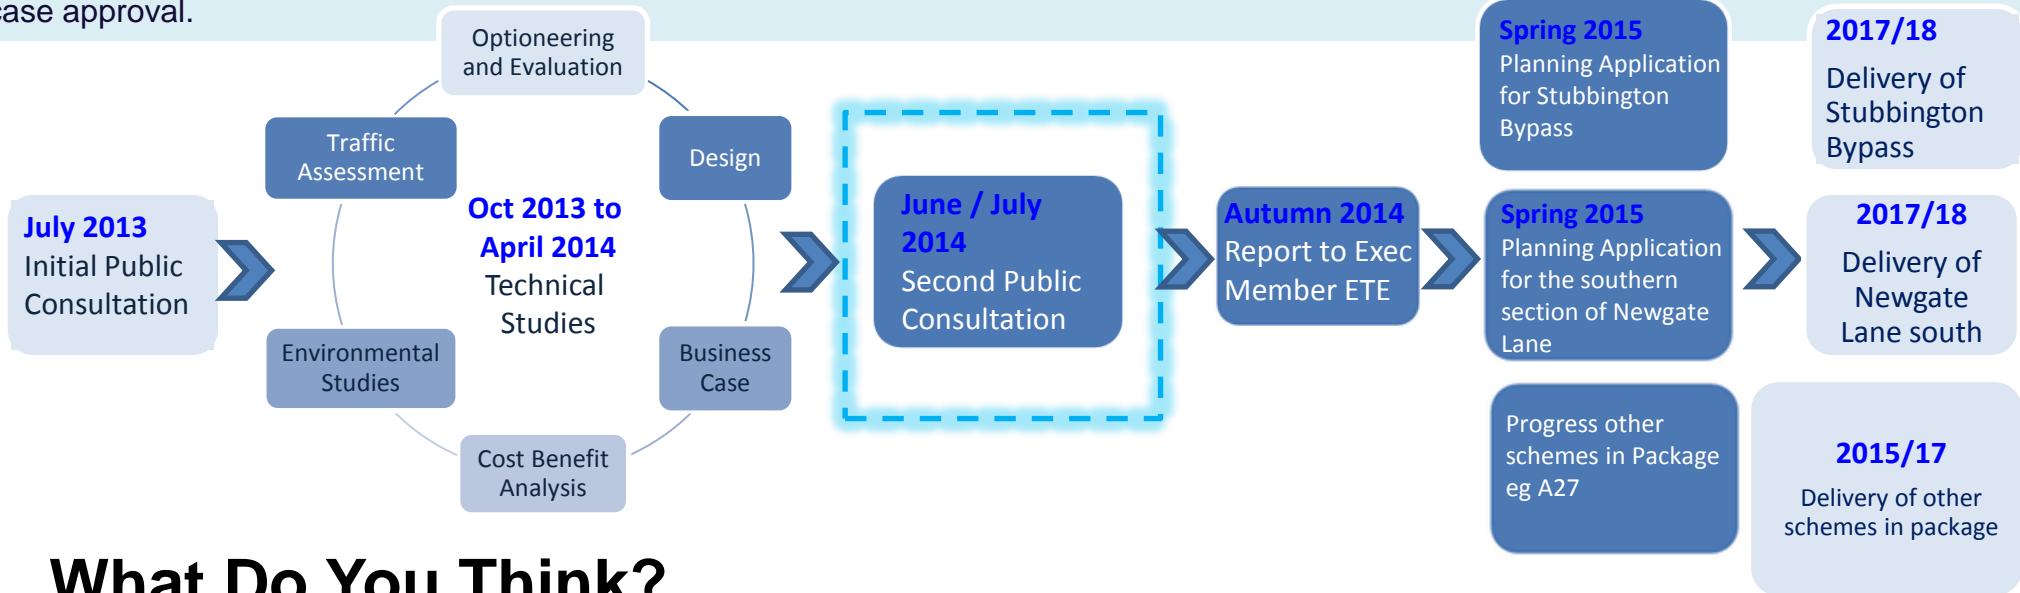 case approval.
Optioneering
and Evaluation
Traffic
Assessment
Design
July 2013
Initial Public
Consultation
Oct 2013 to
April 2014
Technical
Studies
Environmental
Studies
Business
Case
Cost Benefit
Analysis
June / July
2014
Second Public
Consultation
Autumn 2014
Report to Exec
Member ETE
Spring 2015
Planning Application
for Stubbington
Bypass
2017/18
Delivery of
Stubbington
Bypass
Spring 2015
Planning Application
for the southern
section of Newgate
Lane
2017/18
Delivery of
Newgate
Lane south
Progress other
schemes in Package
eg A27
2015/17
Delivery of other
schemes in package
What Do You Think?